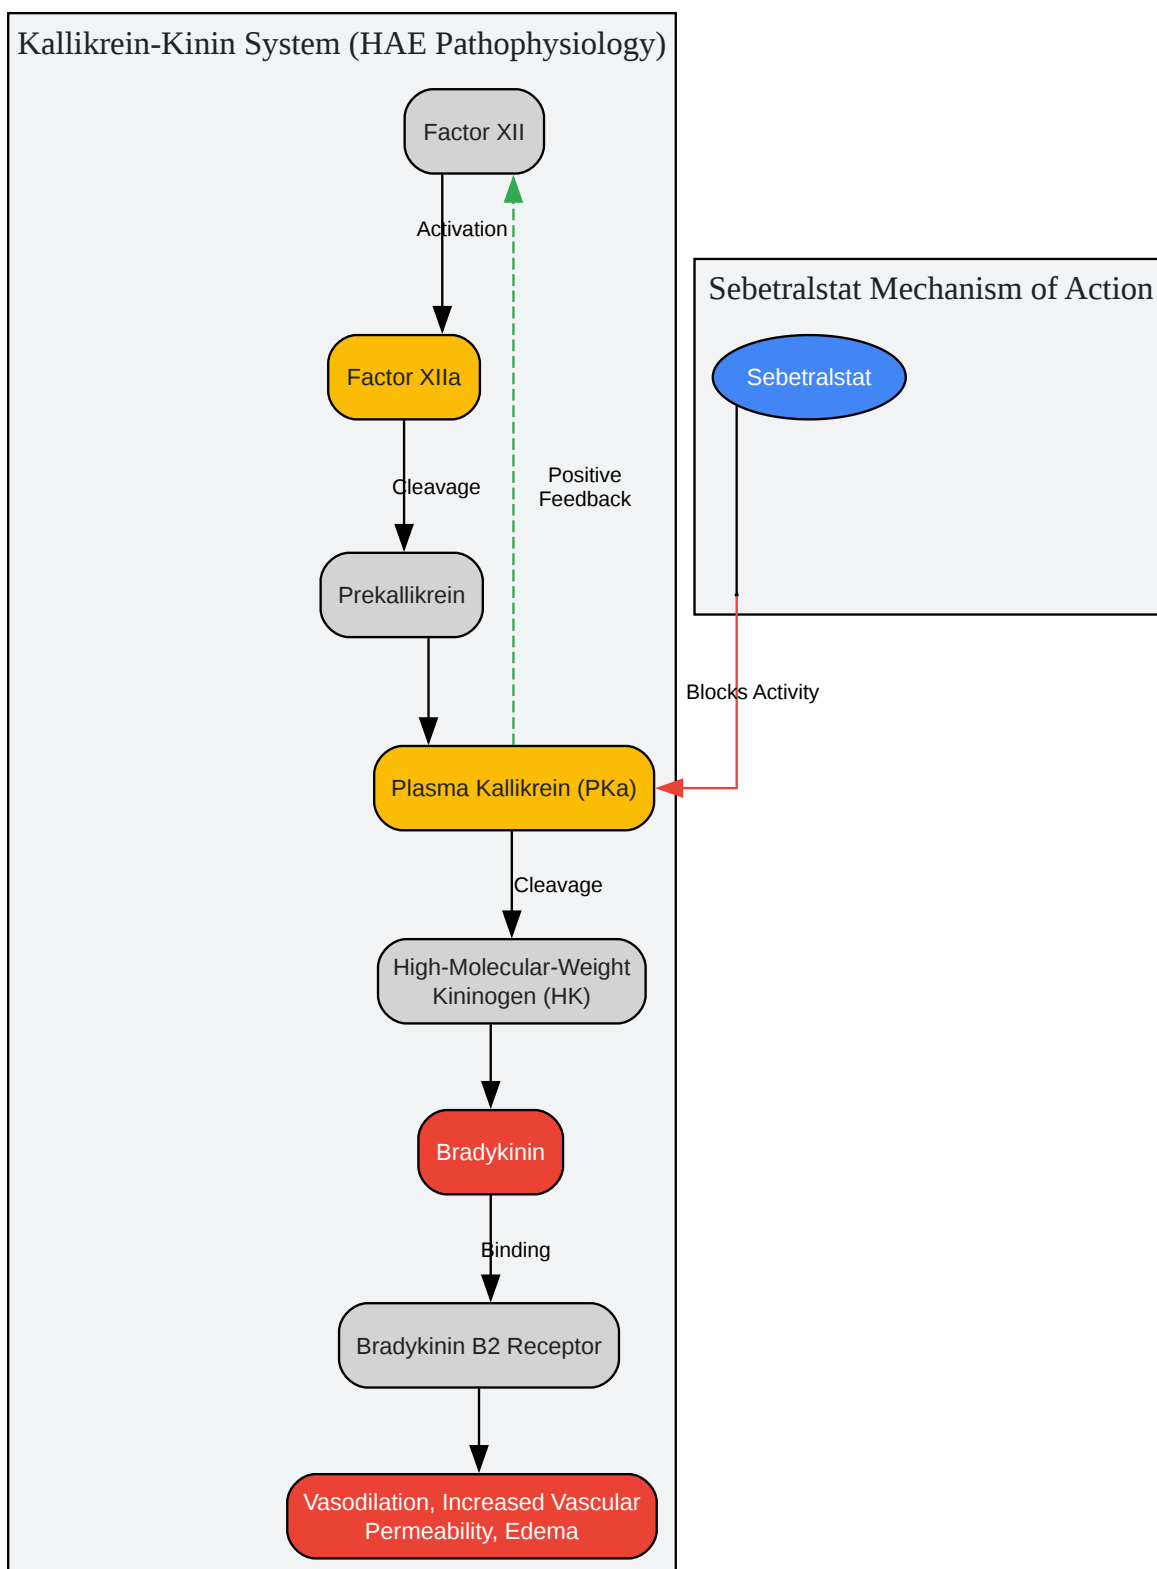 Kallikrein-Kinin System (HAE Pathophysiology)
Factor XII
Activation
Sebetralstat Mechanism of Action
Factor XIIa
Sebetralstat
Cleavage
Positive
Feedback
Prekallikrein
Blocks Activity
Plasma Kallikrein (PKa)
Cleavage
High-Molecular-Weight
Kininogen (HK)
Bradykinin
Binding
Bradykinin B2 Receptor
Vasodilation, Increased Vascular
Permeability, Edema